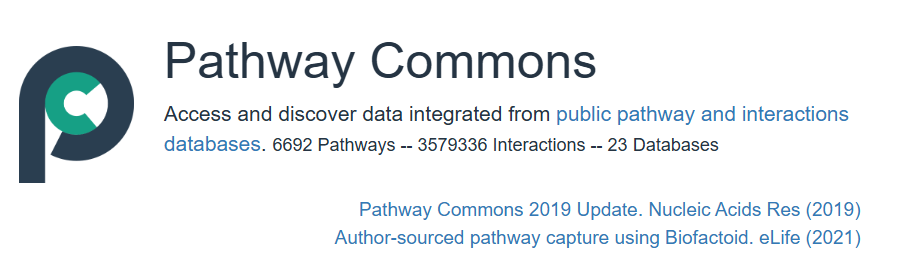 Pathway Commons
Access and discover data integrated from public pathway and interactions
databases. 6692 Pathways -- 3579336 Interactions -- 23 Databases
Pathway Commons 2019 Update. Nucleic Acids Res (2019)
Author-sourced pathway capture using Biofactoid. eLife (2021)